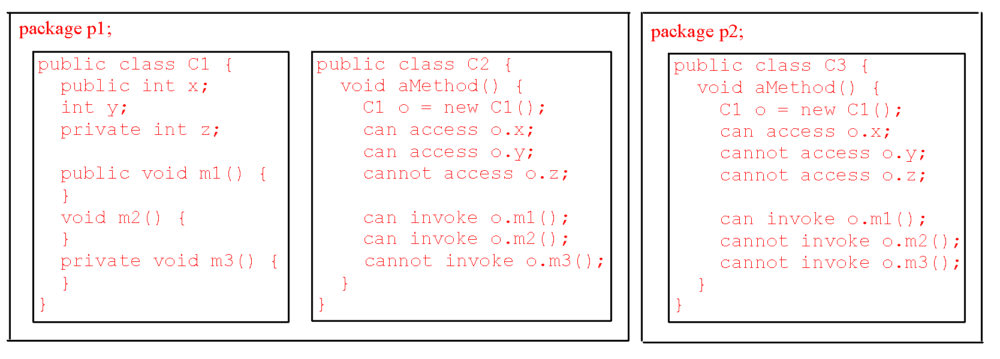 package p1;
public class C1 {
  public int x;
  int y;
  private int z;

  public void m1() {
  }
  void m2() {
  }
  private void m3() {
  }
}
public class C2 {
  void aMethod() {
    C1 o = new C1();
    can access o.x;
    can access o.y;
    cannot access o.z;

    can invoke o.m1();
    can invoke o.m2();
    cannot invoke o.m3();
  }
}
package p2;
public class C3 {
  void aMethod() {
    C1 o = new C1();
    can access o.x;
    cannot access o.y;
    cannot access o.z;

    can invoke o.m1();
    cannot invoke o.m2();
    cannot invoke o.m3();
  }
}